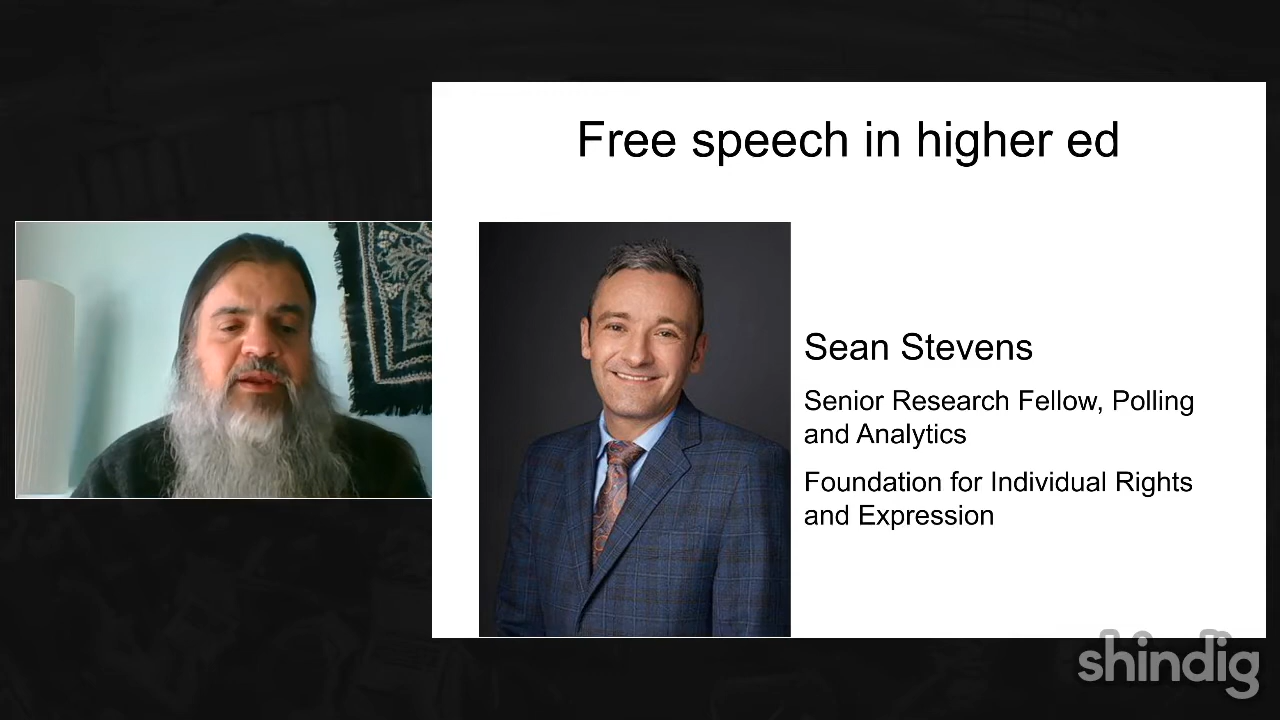 Free speech in higher ed
Sean Stevens
Senior Research Fellow, Polling
and Analytics
Foundation for Individual Rights
and Expression
shindig